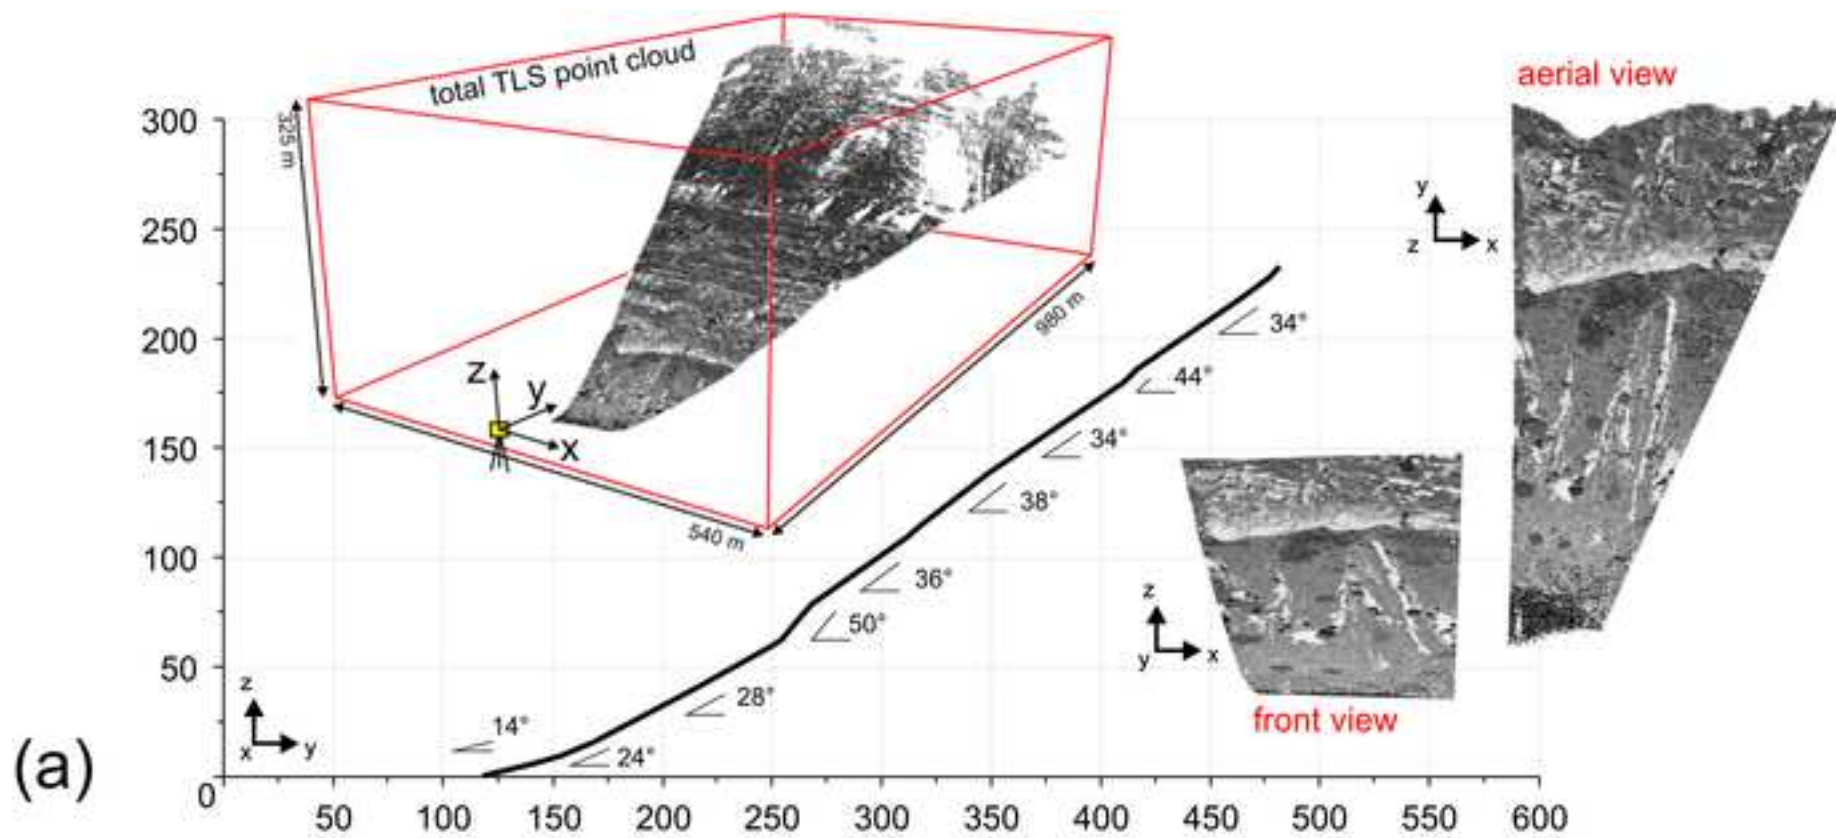 total TLS point cloud
aerial view
300
325 m
250
y
z x
980 m
34°
200
z
y
x
44°
150
34°
540 m
38°
100
36°
z
y x
50°
50
28°
front view
z
x y
14°
24°
(a)
0
50 100 150 200 250 300 350 400 450 500 550 600